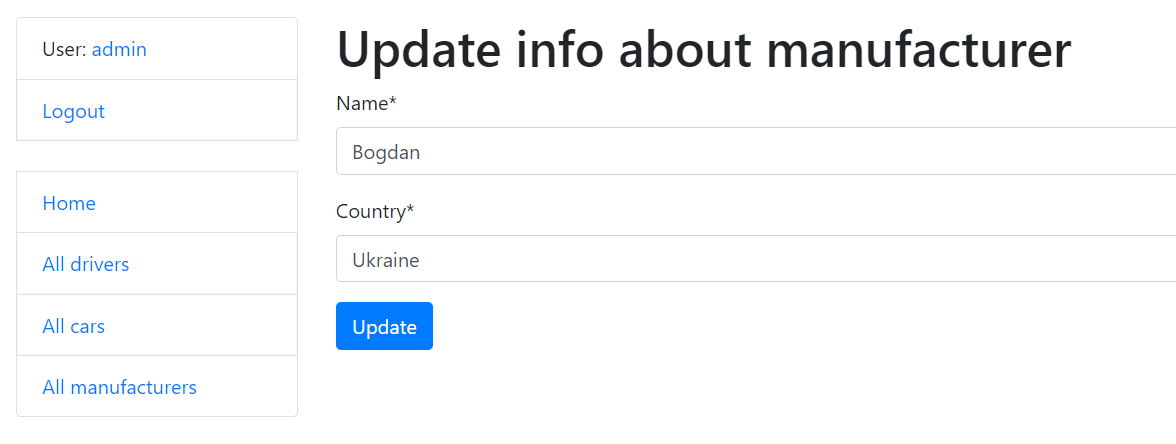 User: admin
Logout
Home
All drivers
All cars
All manufacturers
Update info about manufacturer
Name*
Bogdan
Country*
Ukraine
Update